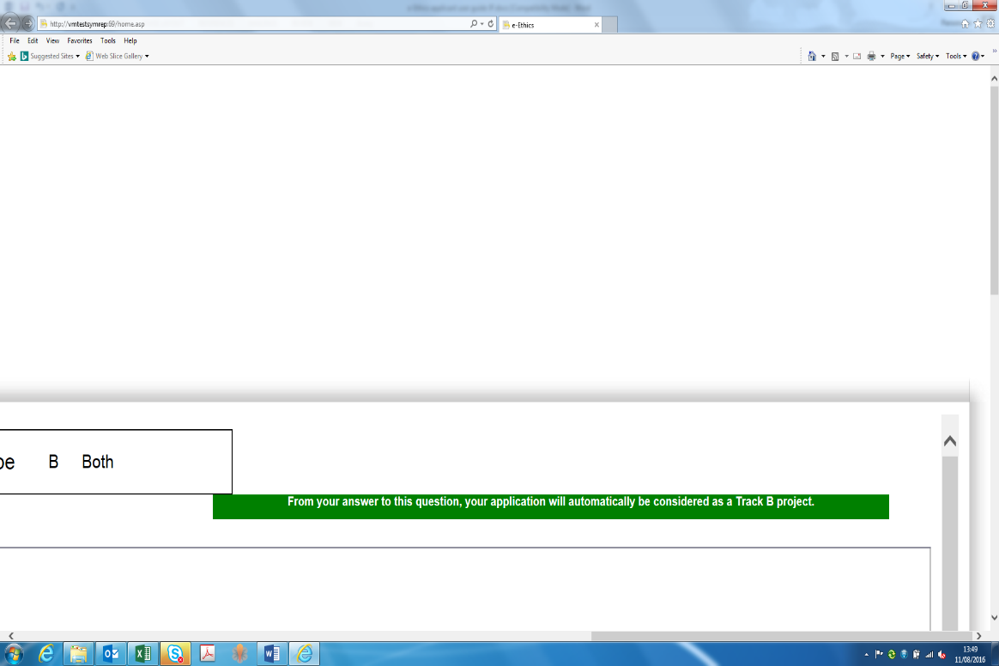 http://vmtestsymrep:69/home.asp
e-Ethics
File Edit View Favorites Tools Help
Suggested Sites Web Slice Gallery
Page Safety Tools
B Both
From your answer to this question, your application will automatically be considered as a Track B project.
13:49
11/08/2016